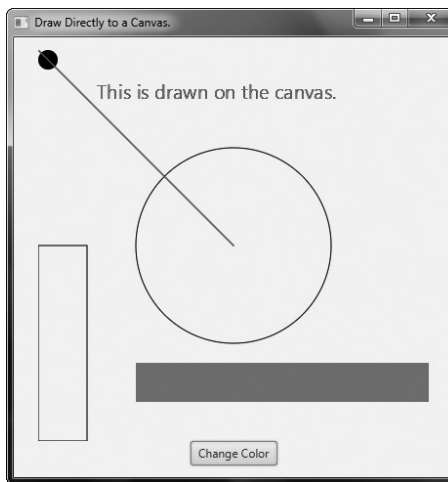 Draw Directly to a Canvas.
This is drawn on the canvas.
Change Color